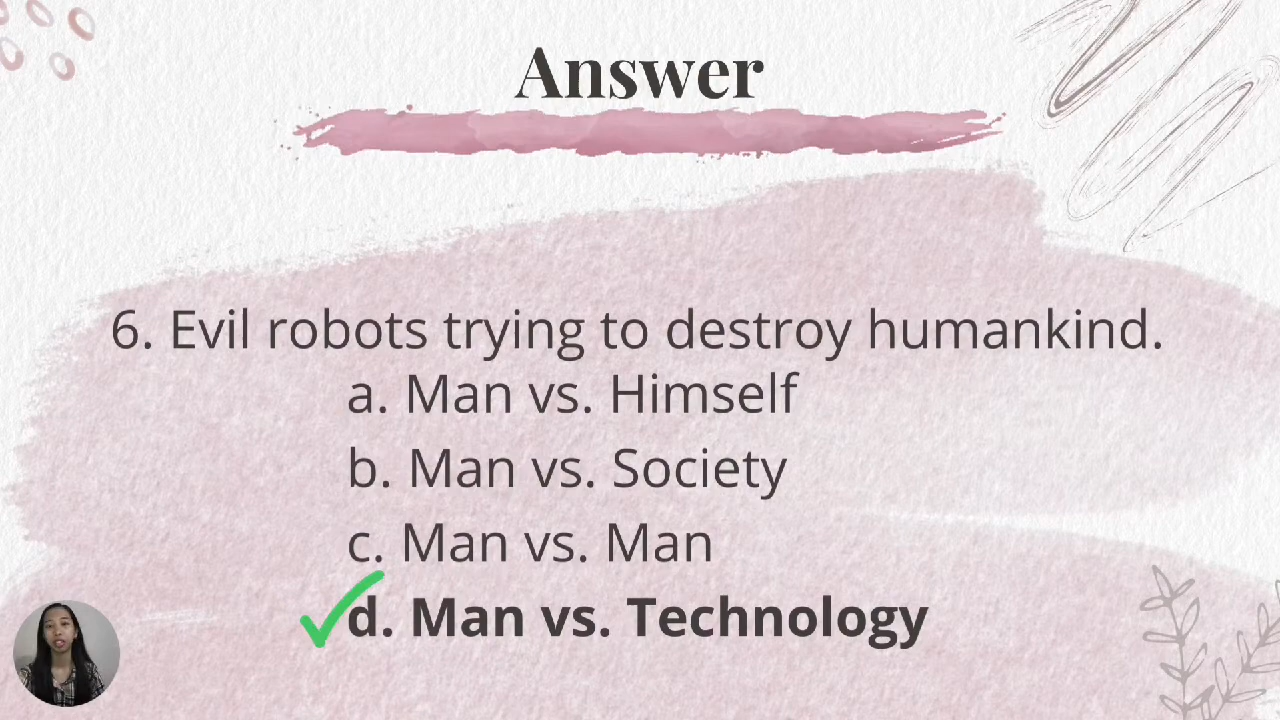 Answer
6. Evil robots trying to destroy humankind.
a. Man vs. Himself
b. Man vs. Society
c. Man vs. Man
d. Man vs. Technology